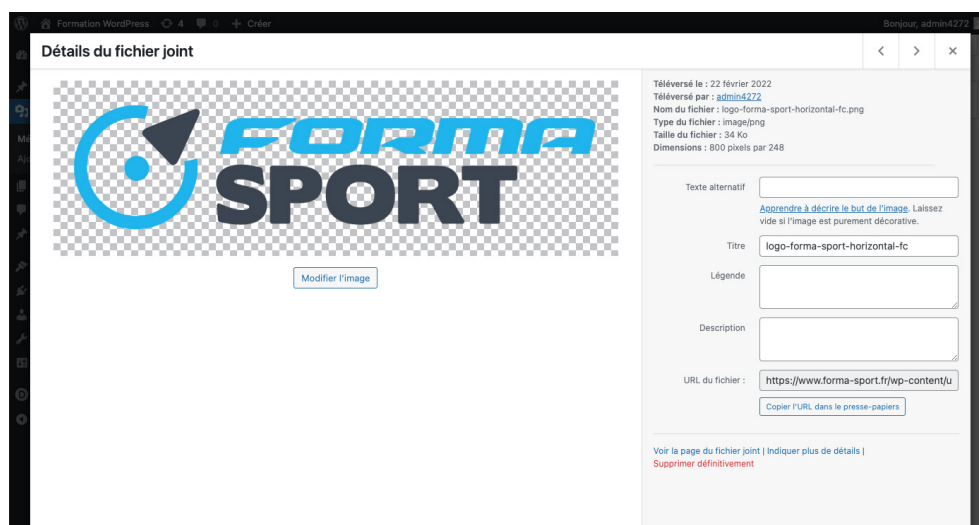 Formation WordPress 4 0 + Créer Bonjour, admin4272
Détails du fichier joint
FORMA
SPORT
Modifier l'image
Téléversé le : 22 février 2022
Téléversé par : admin4272
Nom du fichier : logo-forma-sport-horizontal-fc.png
Type du fichier : image/png
Taille du fichier : 34 Ko
Dimensions : 800 pixels par 248
Texte alternatif
Apprendre à décrire le but de l'image. Laissez
vide si l'image est purement décorative.
Titre logo-forma-sport-horizontal-fc
Légende
Description
URL du fichier : https://www.forma-sport.fr/wp-content/u
Copier l'URL dans le presse-papiers
Voir la page du fichier joint | Indiquer plus de détails |
Supprimer définitivement